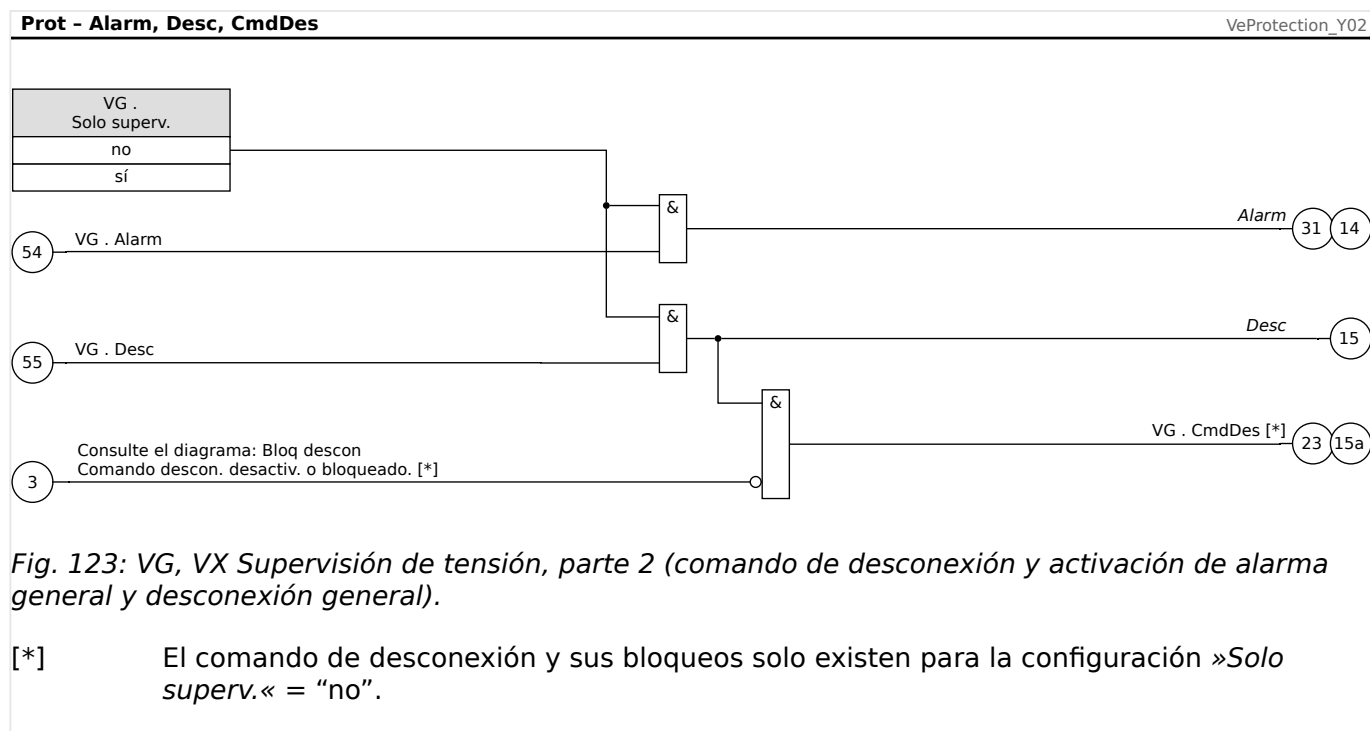 Prot – Alarm, Desc, CmdDes
VeProtection_Y02
VG .
Solo superv.
no
sí
&
Alarm
31
14
VG . Alarm
54
&
Desc
15
VG . Desc
55
&
VG . CmdDes [*]
23
15a
Consulte el diagrama: Bloq descon
Comando descon. desactiv. o bloqueado. [*]
3
Fig. 123: VG, VX Supervisión de tensión, parte 2 (comando de desconexión y activación de alarma
general y desconexión general).
[*] El comando de desconexión y sus bloqueos solo existen para la configuración »Solo
superv.« = “no”.